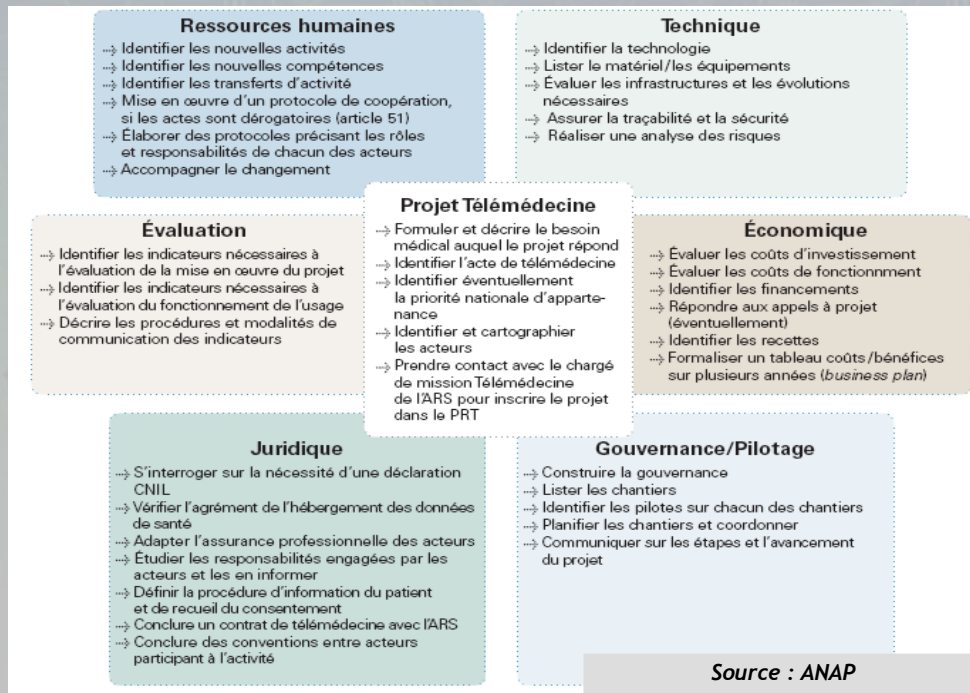 Ressources humaines
···> Identifier les nouvelles activités
···> Identifier les nouvelles compétences
···> Identifier les transferts d'activité
···> Mise en œuvre d'un protocole de coopération,
si les actes sont dérogatoires (article 51)
···> Élaborer des protocoles précisant les rôles
et responsabilités de chacun des acteurs
···> Accompagner le changement
Technique
···> Identifier la technologie
···> Lister le matériel/les équipements
···> Évaluer les infrastructures et les évolutions
nécessaires
···> Assurer la traçabilité et la sécurité
···> Réaliser une analyse des risques
Évaluation
···> Identifier les indicateurs nécessaires à
l'évaluation de la mise en œuvre du projet
···> Identifier les indicateurs nécessaires à
l'évaluation du fonctionnement de l'usage
···> Décrire les procédures et modalités de
communication des indicateurs
Projet Télémédecine
···> Formuler et décrire le besoin
médical auquel le projet répond
···> Identifier l'acte de télémédecine
···> Identifier éventuellement
la priorité nationale d'apparte-
nance
···> Identifier et cartographier
les acteurs
···> Prendre contact avec le chargé
de mission Télémédecine
de l'ARS pour inscrire le projet
dans le PRT
Économique
···> Évaluer les coûts d'investissement
···> Évaluer les coûts de fonctionnment
···> Identifier les financements
···> Répondre aux appels à projet
(éventuellement)
···> Identifier les recettes
···> Formaliser un tableau coûts/bénéfices
sur plusieurs années (business plan)
Juridique
···> S'interroger sur la nécessité d'une déclaration
CNIL
···> Vérifier l'agrément de l'hébergement des données
de santé
···> Adapter l'assurance professionnelle des acteurs
···> Étudier les responsabilités engagées par les
acteurs et les en informer
···> Définir la procédure d'information du patient
et de recueil du consentement
···> Conclure un contrat de télémédecine avec l'ARS
···> Conclure des conventions entre acteurs
participant à l'activité
Gouvernance/Pilotage
···> Construire la gouvernance
···> Lister les chantiers
···> Identifier les pilotes sur chacun des chantiers
···> Planifier les chantiers et coordonner
···> Communiquer sur les étapes et l'avancement
du projet
Source : ANAP